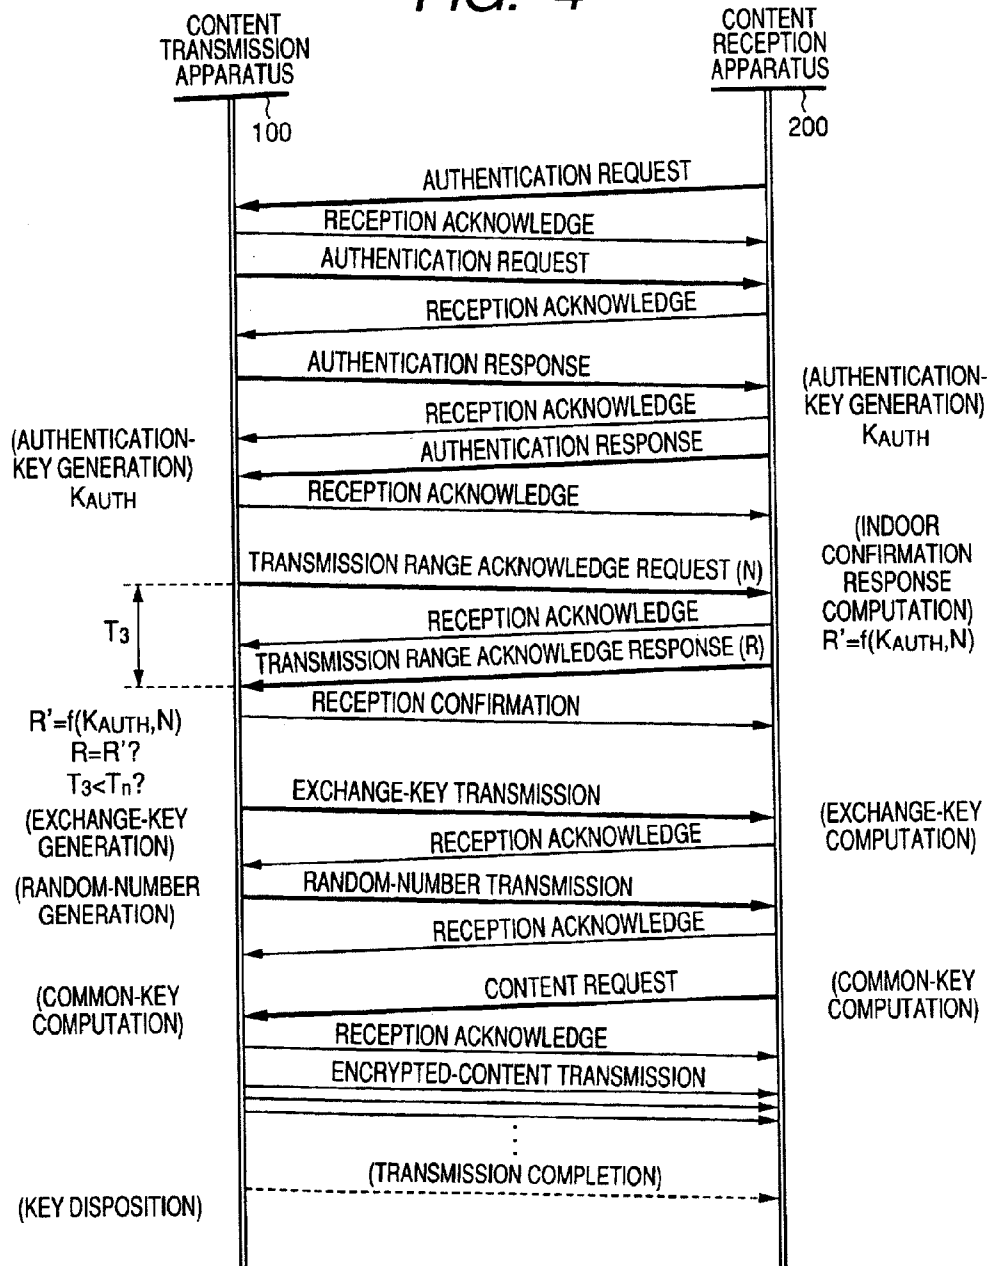 FIG. 4
CONTENT
TRANSMISSION
APPARATUS
100
CONTENT
RECEPTION
APPARATUS
200
AUTHENTICATION REQUEST
RECEPTION ACKNOWLEDGE
AUTHENTICATION REQUEST
RECEPTION ACKNOWLEDGE
AUTHENTICATION RESPONSE
(AUTHENTICATION-
KEY GENERATION)
KAUTH
RECEPTION ACKNOWLEDGE
(AUTHENTICATION-
KEY GENERATION)
KAUTH
AUTHENTICATION RESPONSE
RECEPTION ACKNOWLEDGE
(INDOOR
CONFIRMATION
RESPONSE
COMPUTATION)
R'=f(KAUTH,N)
TRANSMISSION RANGE ACKNOWLEDGE REQUEST (N)
T3
RECEPTION ACKNOWLEDGE
TRANSMISSION RANGE ACKNOWLEDGE RESPONSE (R)
RECEPTION CONFIRMATION
R'=f(KAUTH,N)
R=R'?
T3<Tn?
(EXCHANGE-KEY
GENERATION)
EXCHANGE-KEY TRANSMISSION
(EXCHANGE-KEY
COMPUTATION)
RECEPTION ACKNOWLEDGE
(RANDOM-NUMBER
GENERATION)
RANDOM-NUMBER TRANSMISSION
RECEPTION ACKNOWLEDGE
(COMMON-KEY
COMPUTATION)
CONTENT REQUEST
(COMMON-KEY
COMPUTATION)
RECEPTION ACKNOWLEDGE
ENCRYPTED-CONTENT TRANSMISSION
(TRANSMISSION COMPLETION)
(KEY DISPOSITION)